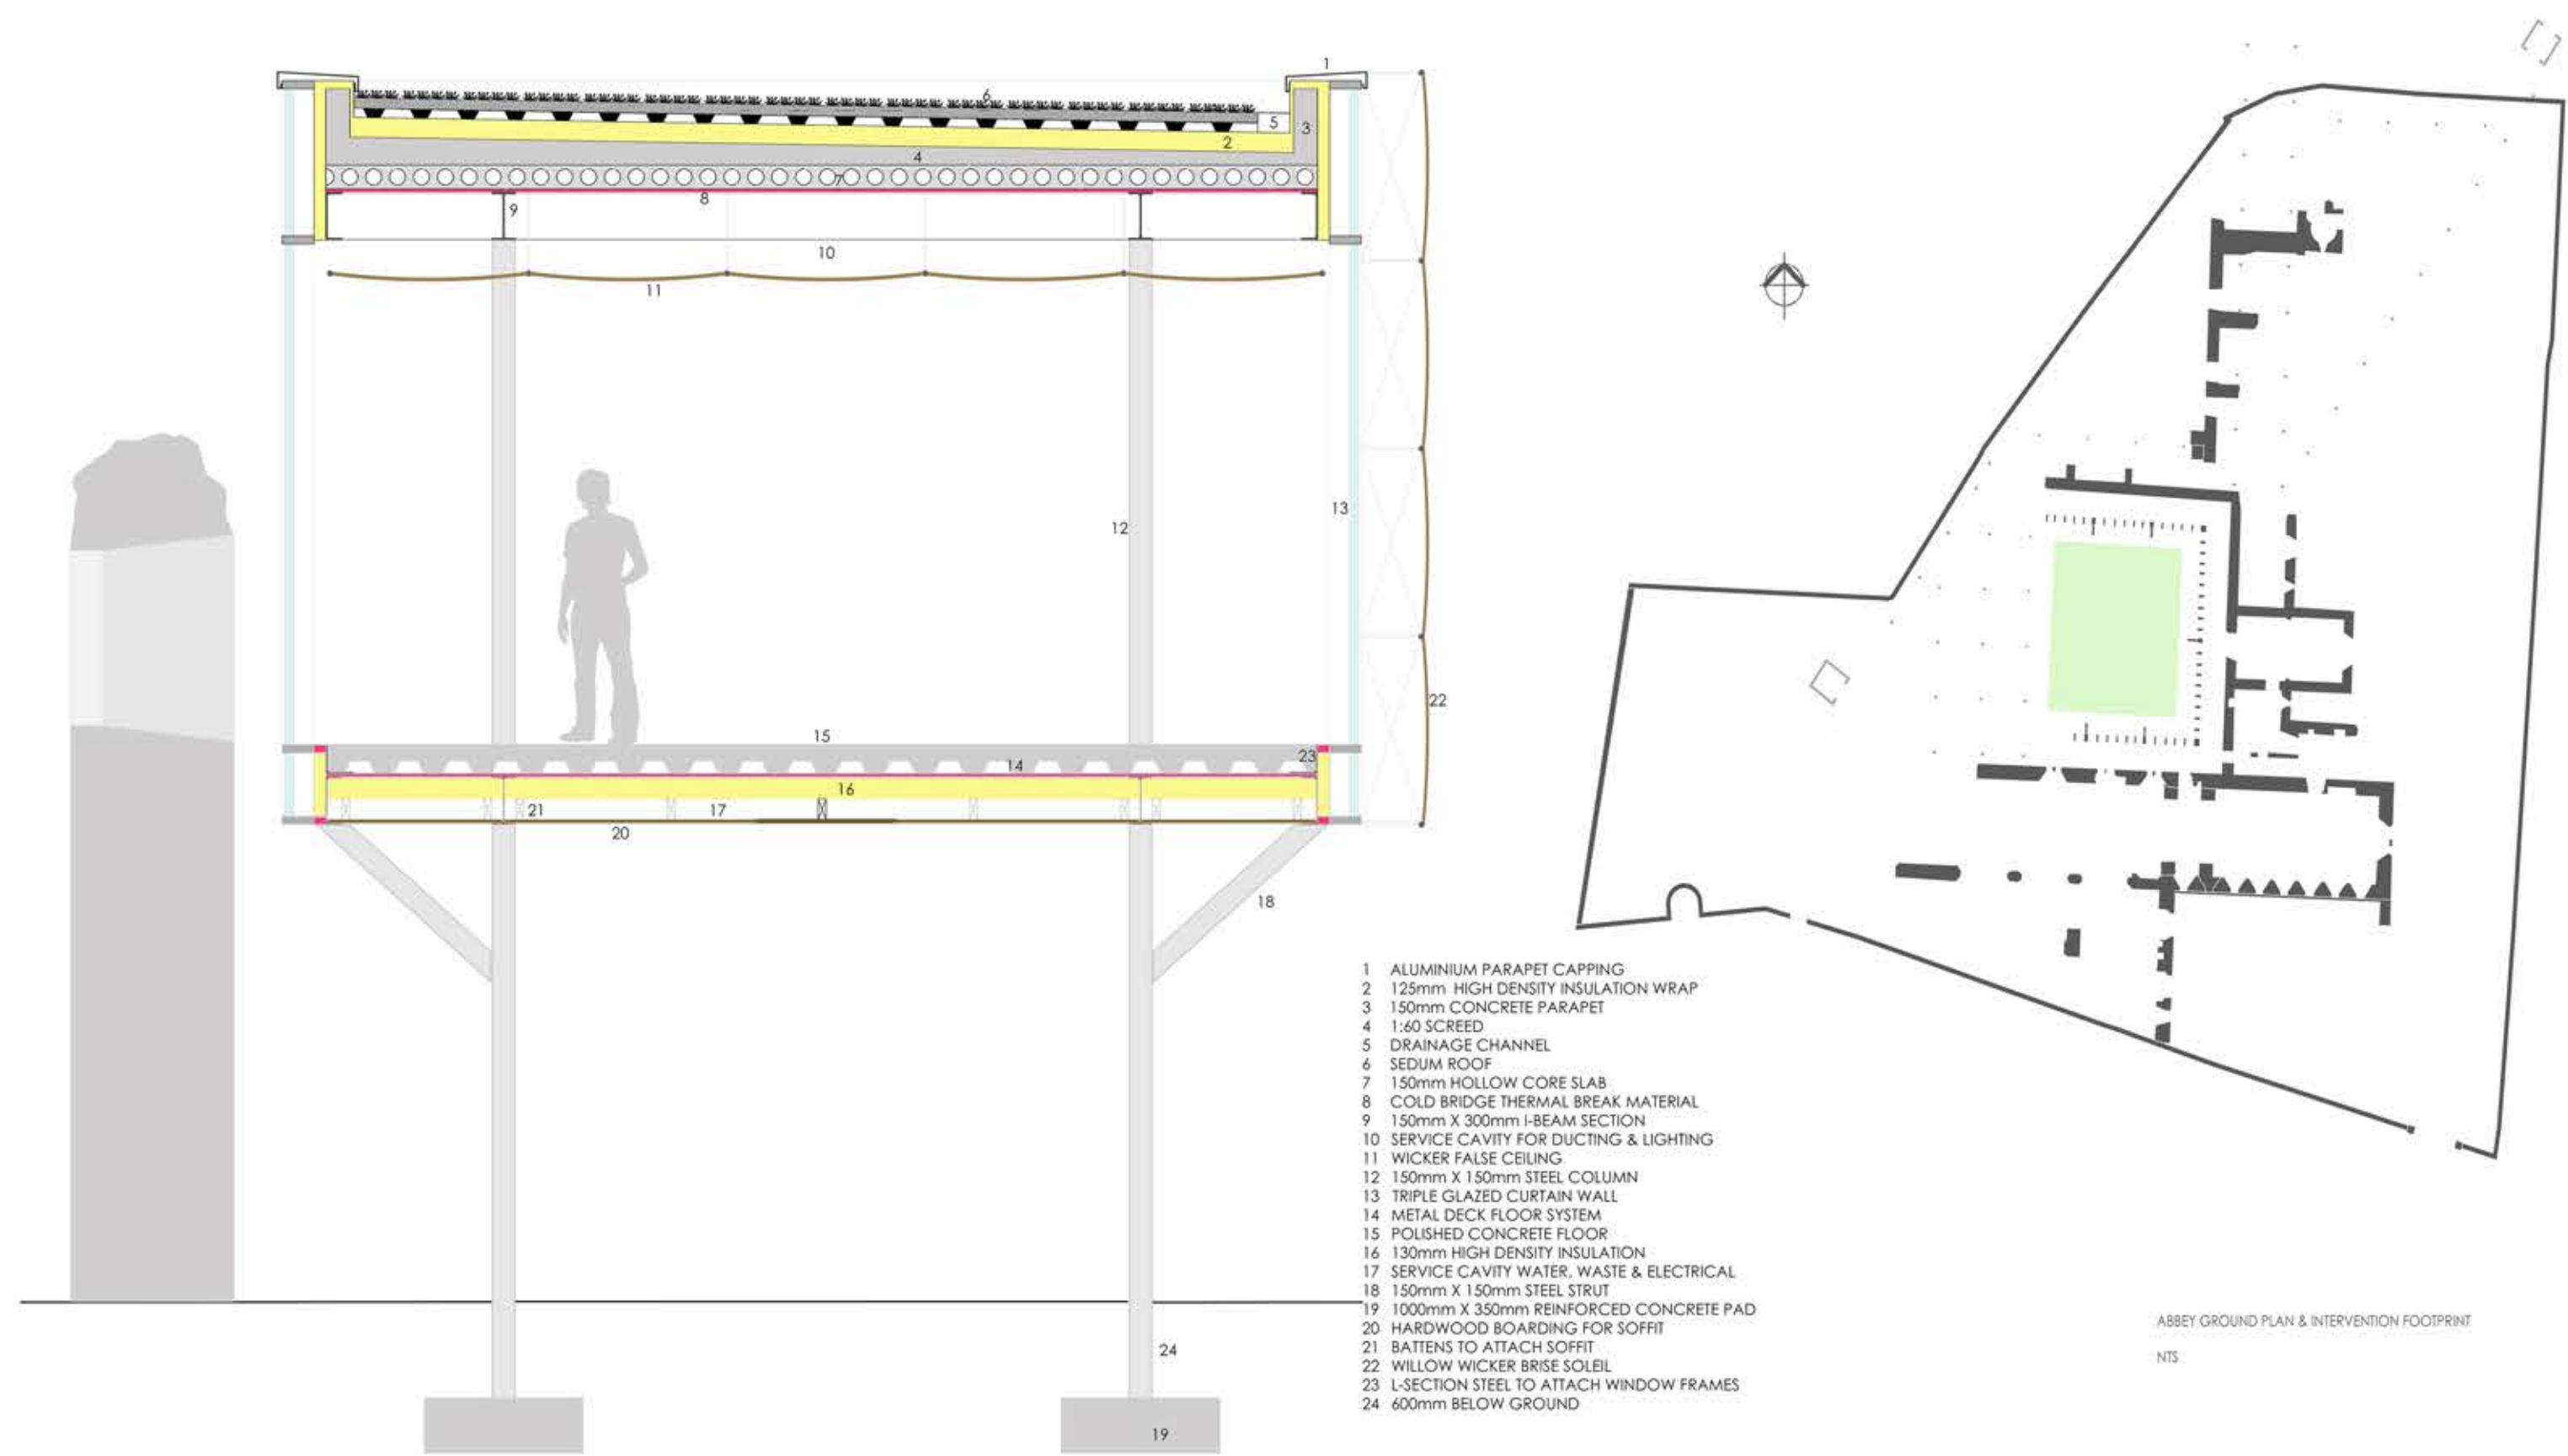 1
6
5
3
2
4
7
8
9
10
11
12
13
22
15
23
14
16
21
17
20
18
24
19
1 ALUMINIUM PARAPET CAPPING
2 125mm HIGH DENSITY INSULATION WRAP
3 150mm CONCRETE PARAPET
4 1:60 SCREED
5 DRAINAGE CHANNEL
6 SEDUM ROOF
7 150mm HOLLOW CORE SLAB
8 COLD BRIDGE THERMAL BREAK MATERIAL
9 150mm X 300mm I-BEAM SECTION
10 SERVICE CAVITY FOR DUCTING & LIGHTING
11 WICKER FALSE CEILING
12 150mm X 150mm STEEL COLUMN
13 TRIPLE GLAZED CURTAIN WALL
14 METAL DECK FLOOR SYSTEM
15 POLISHED CONCRETE FLOOR
16 130mm HIGH DENSITY INSULATION
17 SERVICE CAVITY WATER, WASTE & ELECTRICAL
18 150mm X 150mm STEEL STRUT
19 1000mm X 350mm REINFORCED CONCRETE PAD
20 HARDWOOD BOARDING FOR SOFFIT
21 BATTENS TO ATTACH SOFFIT
22 WILLOW WICKER BRISE SOLEIL
23 L-SECTION STEEL TO ATTACH WINDOW FRAMES
24 600mm BELOW GROUND
ABBEY GROUND PLAN & INTERVENTION FOOTPRINT
NTS